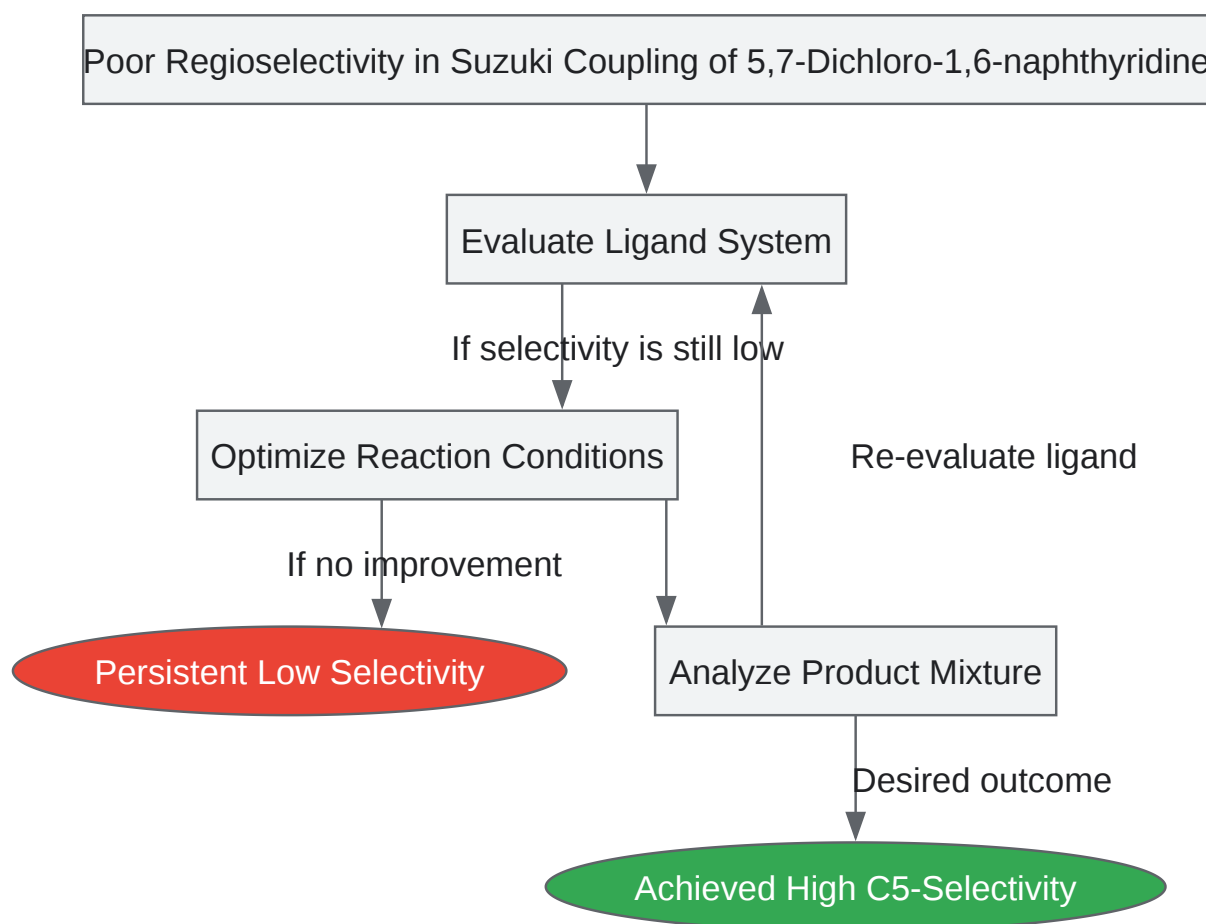 Poor Regioselectivity in Suzuki Coupling of 5,7-Dichloro-1,6-naphthyridine
Evaluate Ligand System
If selectivity is still low
Optimize Reaction Conditions
Re-evaluate ligand
If no improvement
Persistent Low Selectivity
Analyze Product Mixture
Desired outcome
Achieved High C5-Selectivity